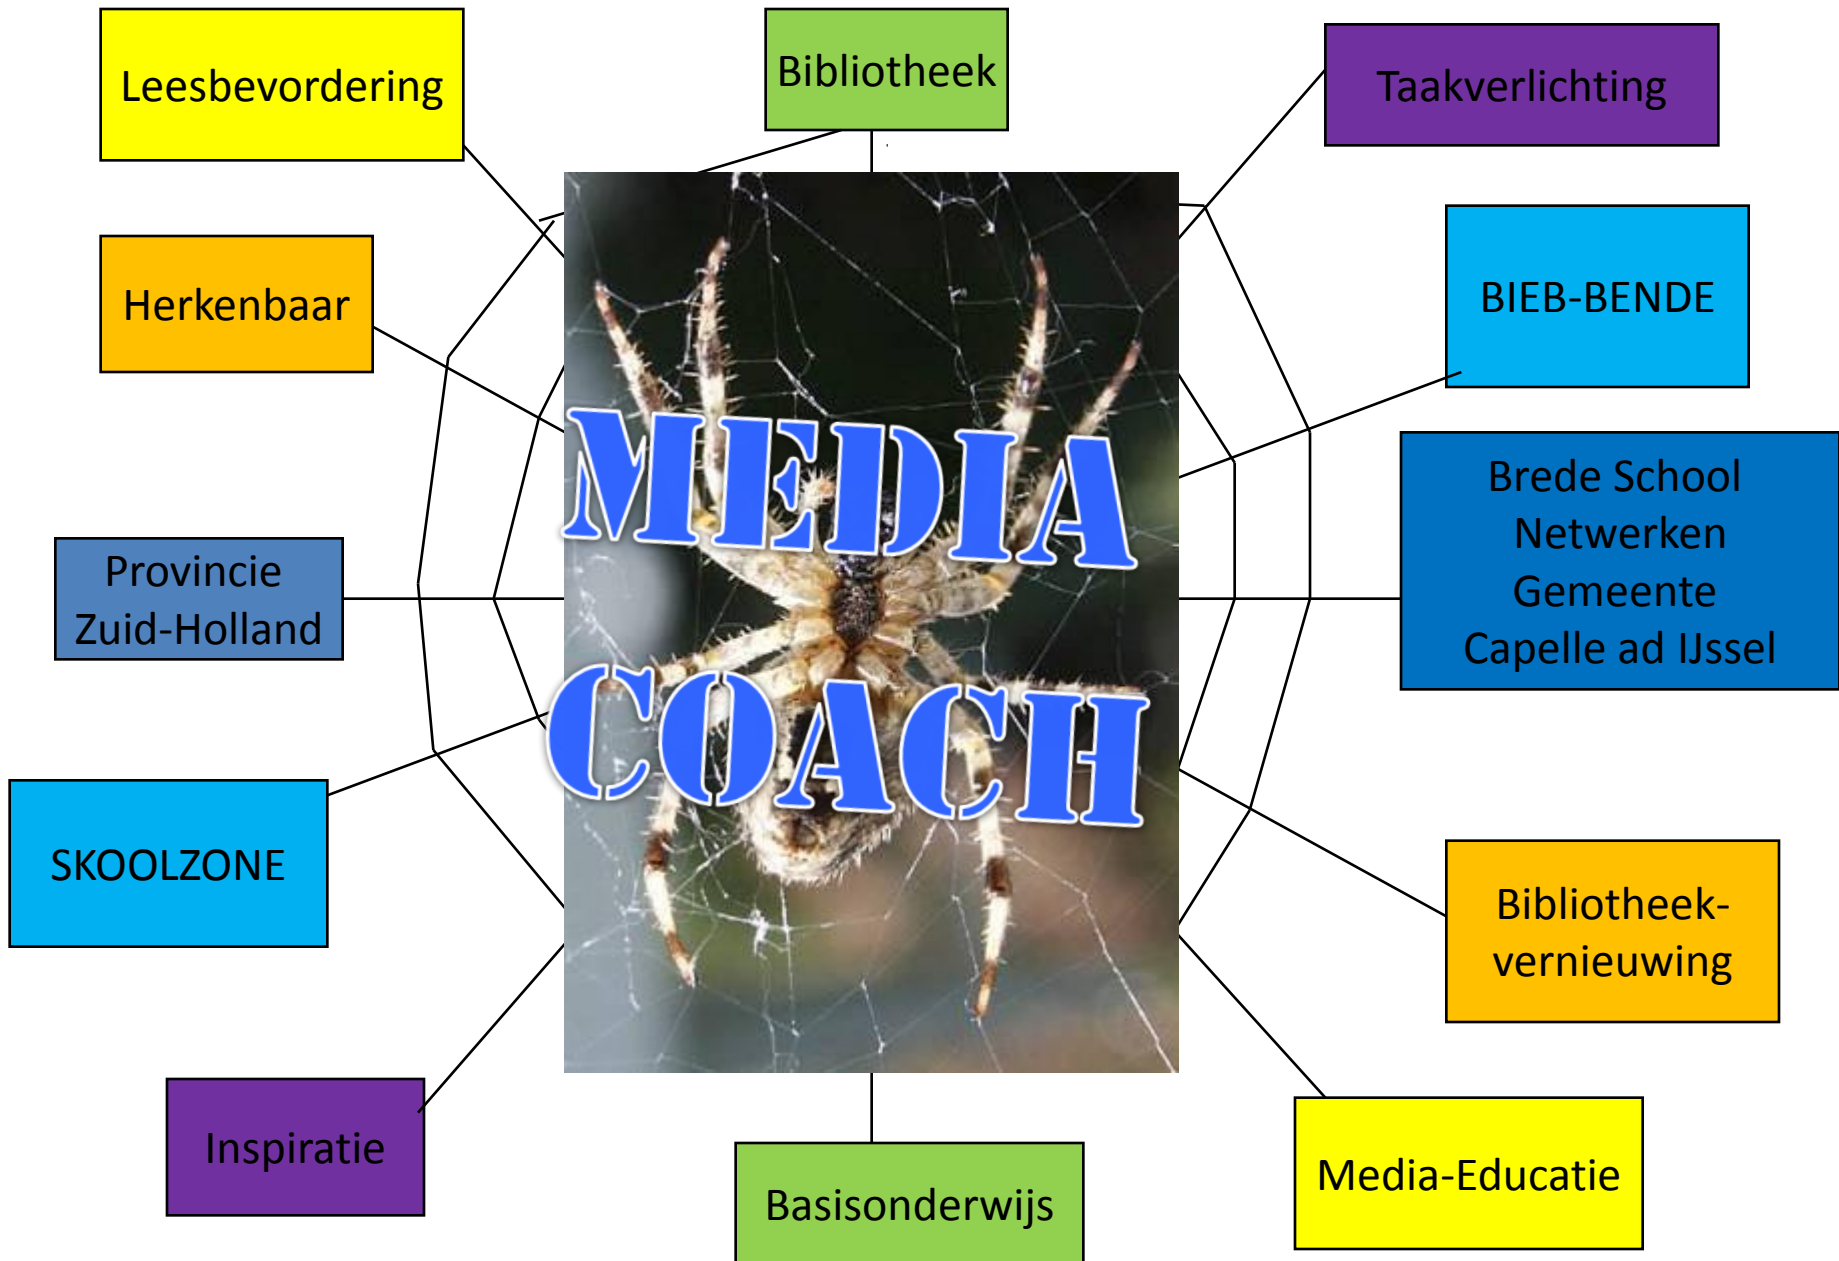 Leesbevordering
Bibliotheek
Taakverlichting
Herkenbaar
BIEB-BENDE
MEDIA
COACH
Provincie
Zuid-Holland
Brede School
Netwerken
Gemeente
Capelle ad IJssel
SKOOLZONE
Bibliotheek-
vernieuwing
Inspiratie
Basisonderwijs
Media-Educatie